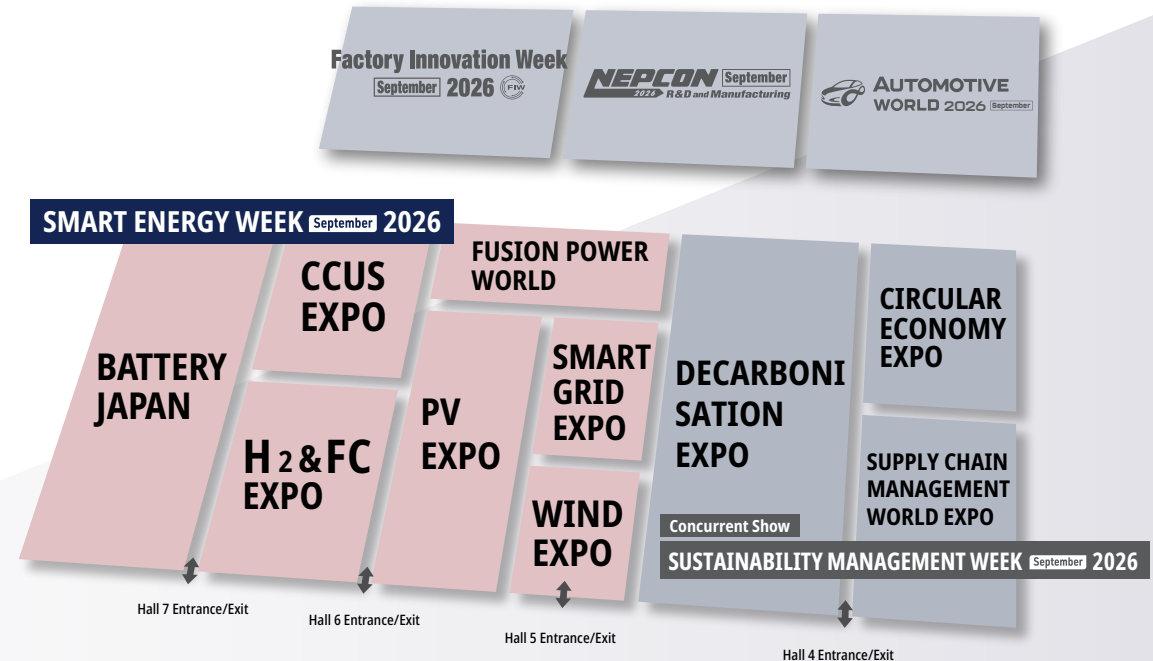 Factory Innovation Week
September 2026 FIW
NEPCON September
2026 R&D and Manufacturing
AUTOMOTIVE
WORLD 2026 September
SMART ENERGY WEEK September 2026
BATTERY
JAPAN
CCUS
EXPO
H2&FC
EXPO
FUSION POWER
WORLD
PV
EXPO
SMART
GRID
EXPO
WIND
EXPO
DECARBONI
SATION
EXPO
CIRCULAR
ECONOMY
EXPO
SUPPLY CHAIN
MANAGEMENT
WORLD EXPO
Concurrent Show
SUSTAINABILITY MANAGEMENT WEEK September 2026
Hall 7 Entrance/Exit
Hall 6 Entrance/Exit
Hall 5 Entrance/Exit
Hall 4 Entrance/Exit